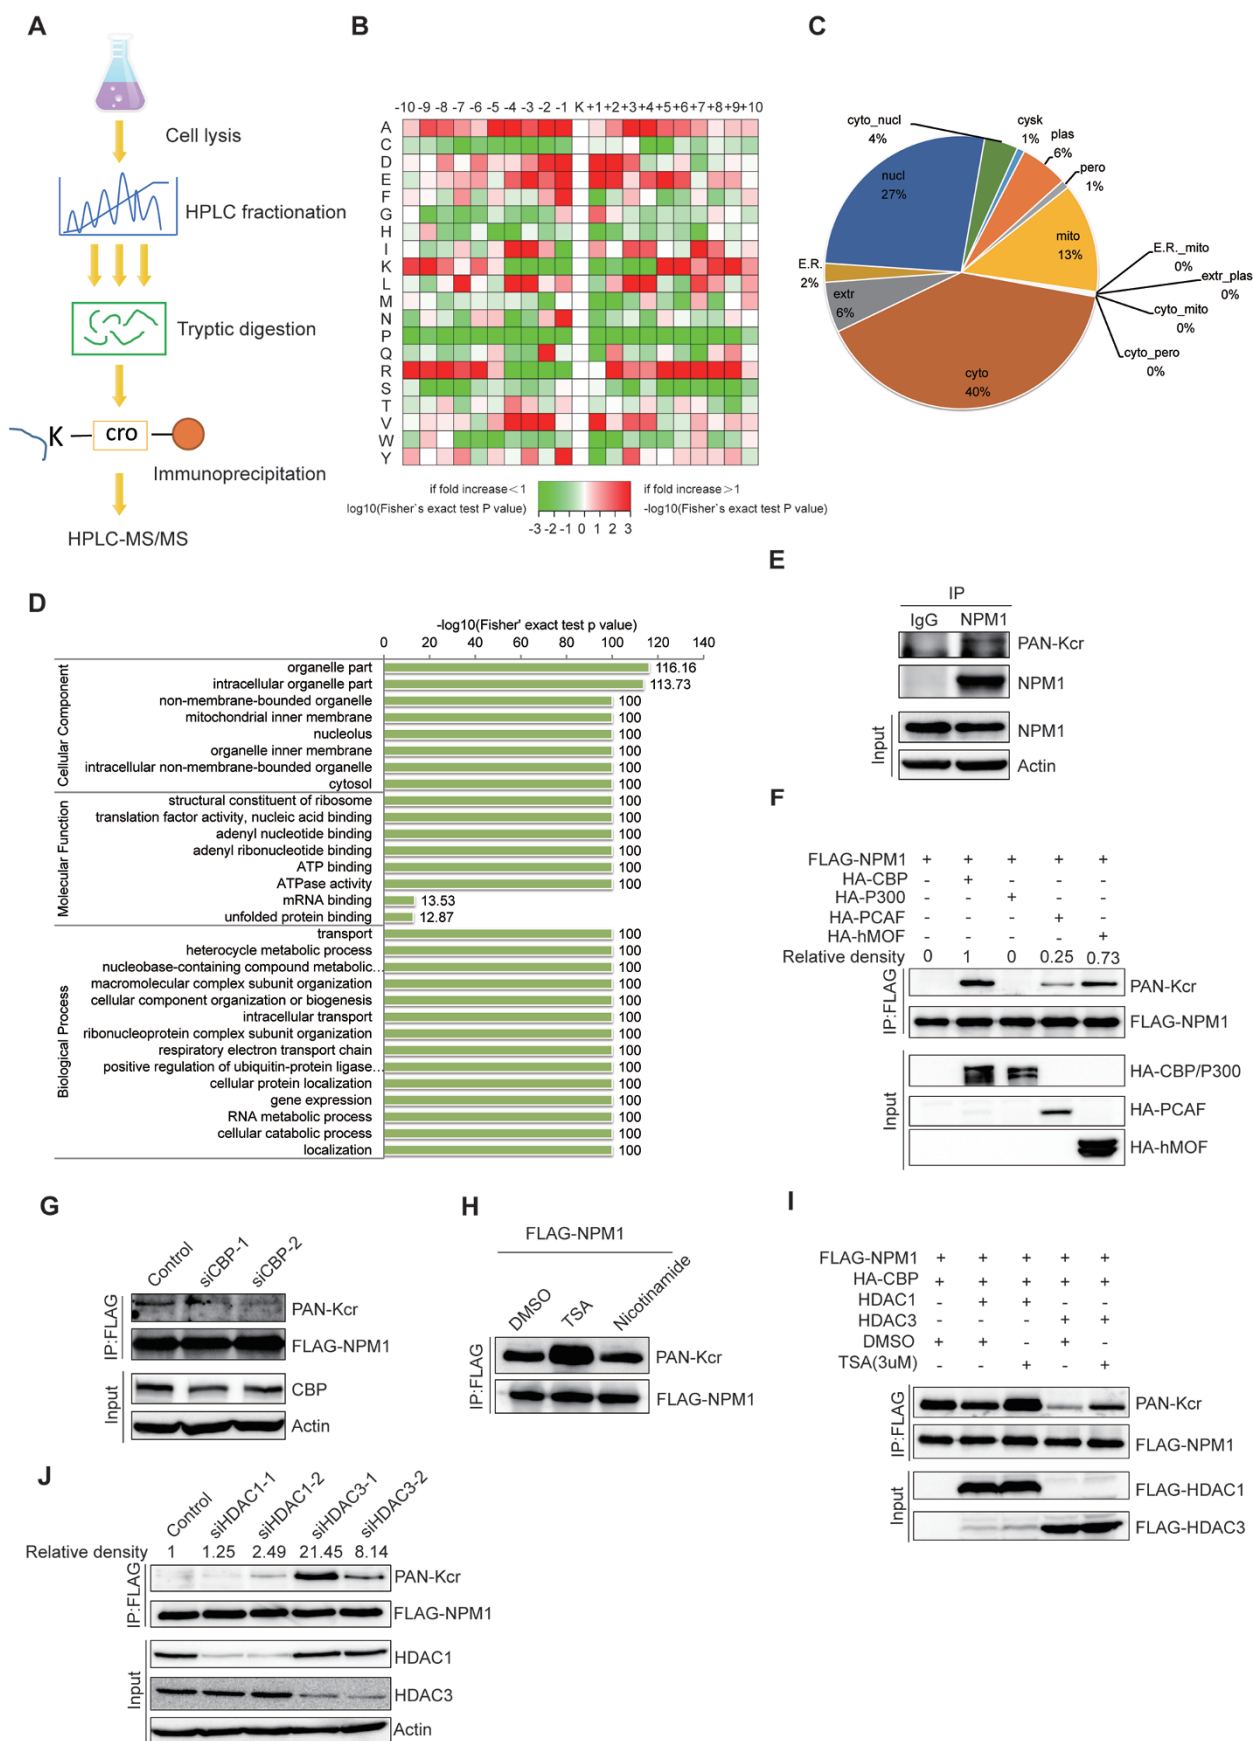 A
Cell lysis
HPLC fractionation
Tryptic digestion
K
cro
Immunoprecipitation
HPLC-MS/MS
B
-10 -9 -8 -7 -6 -5 -4 -3 -2 -1 K +1 +2 +3 +4 +5 +6 +7 +8 +9 +10
A
C
D
E
F
G
H
I
K
L
M
N
P
Q
R
S
T
V
W
Y
if fold increase<1
log10(Fisher`s exact test P value)
if fold increase>1
-log10(Fisher`s exact test P value)
-3 -2 -1 0 1 2 3
C
cyto_nucl
4%
cysk
1%
plas
6%
pero
1%
nucl
27%
mito
13%
E.R._mito
0%
extr_plas
0%
cyto_mito
0%
cyto_pero
0%
E.R.
2%
extr
6%
cyto
40%
D
-log10(Fisher' exact test p value)
0 20 40 60 80 100 120 140
Cellular Component
organelle part 116.16
intracellular organelle part 113.73
non-membrane-bounded organelle 100
mitochondrial inner membrane 100
nucleolus 100
organelle inner membrane 100
intracellular non-membrane-bounded organelle 100
cytosol 100
Molecular Function
structural constituent of ribosome 100
translation factor activity, nucleic acid binding 100
adenyl nucleotide binding 100
adenyl ribonucleotide binding 100
ATP binding 100
ATPase activity 100
mRNA binding 13.53
unfolded protein binding 12.87
Biological Process
transport 100
heterocycle metabolic process 100
nucleobase-containing compound metabolic... 100
macromolecular complex subunit organization 100
cellular component organization or biogenesis 100
intracellular transport 100
ribonucleoprotein complex subunit organization 100
respiratory electron transport chain 100
positive regulation of ubiquitin-protein ligase... 100
cellular protein localization 100
gene expression 100
RNA metabolic process 100
cellular catabolic process 100
localization 100
E
IP
IgG NPM1
PAN-Kcr
NPM1
Input
NPM1
Actin
F
FLAG-NPM1 + + + + +
HA-CBP - + - - -
HA-P300 - - + - -
HA-PCAF - - - + -
HA-hMOF - - - - +
Relative density 0 1 0 0.25 0.73
IP:FLAG
PAN-Kcr
FLAG-NPM1
Input
HA-CBP/P300
HA-PCAF
HA-hMOF
G
Control siCBP-1 siCBP-2
IP:FLAG
PAN-Kcr
FLAG-NPM1
Input
CBP
Actin
H
FLAG-NPM1
DMSO TSA Nicotinamide
IP:FLAG
PAN-Kcr
FLAG-NPM1
I
FLAG-NPM1 + + + + +
HA-CBP + + + + +
HDAC1 - + + - -
HDAC3 - - - + +
DMSO + + - + -
TSA(3uM) - - + - +
IP:FLAG
PAN-Kcr
FLAG-NPM1
Input
FLAG-HDAC1
FLAG-HDAC3
J
Control siHDAC1-1 siHDAC1-2 siHDAC3-1 siHDAC3-2
Relative density 1 1.25 2.49 21.45 8.14
IP:FLAG
PAN-Kcr
FLAG-NPM1
Input
HDAC1
HDAC3
Actin